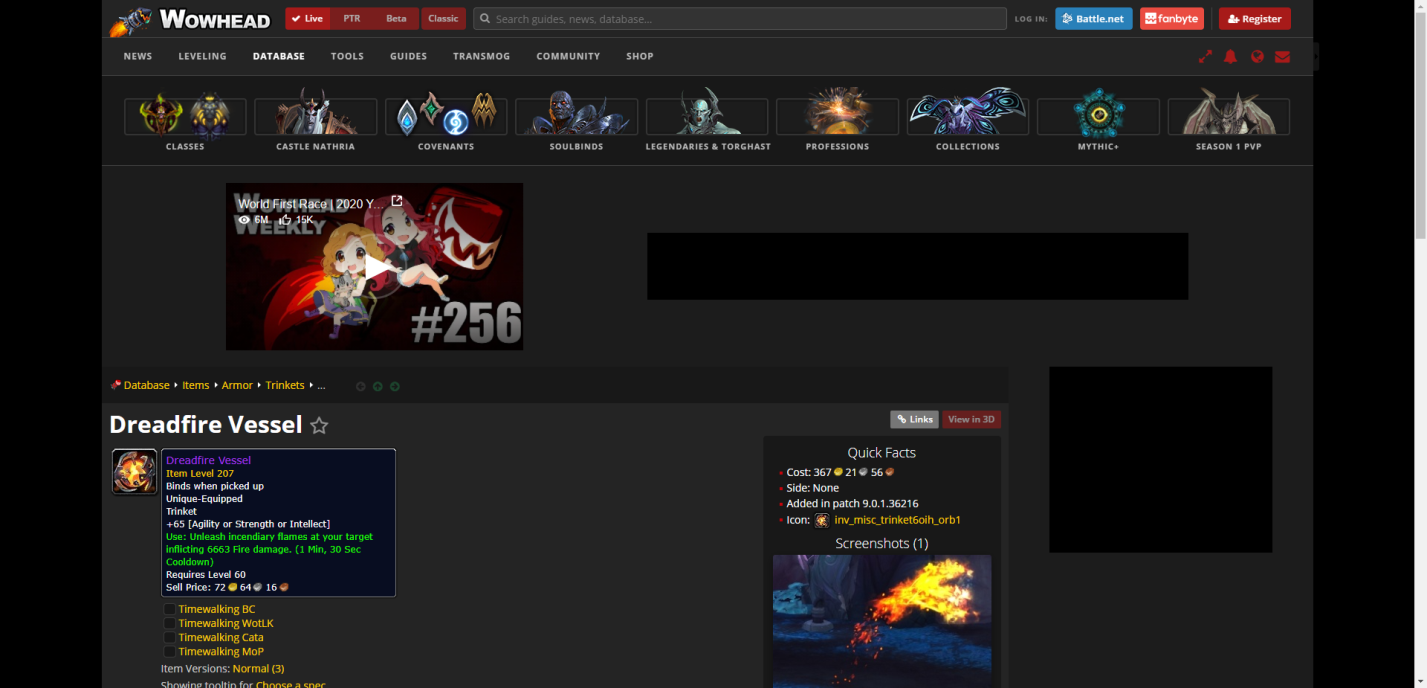 WOWHEAD
Live PTR Beta Classic
Search guides, news, database...
LOG IN: Battle.net fanbyte Register
NEWS LEVELING DATABASE TOOLS GUIDES TRANSMOG COMMUNITY SHOP
CLASSES CASTLE NATHRIA COVENANTS SOULBINDS LEGENDARIES & TORGHAST PROFESSIONS COLLECTIONS MYTHIC+ SEASON 1 PVP
WOWHEAD
WEEKLY
World First Race | 2020 Y...
6M 15K
#256
Database Items Armor Trinkets ...
Dreadfire Vessel
Links View in 3D
Dreadfire Vessel
Item Level 207
Binds when picked up
Unique-Equipped
Trinket
+65 [Agility or Strength or Intellect]
Use: Unleash incendiary flames at your target
inflicting 6663 Fire damage. (1 Min, 30 Sec
Cooldown)
Requires Level 60
Sell Price: 72 64 16
Timewalking BC
Timewalking WotLK
Timewalking Cata
Timewalking MoP
Item Versions: Normal (3)
Showing tooltip for Choose a spec
Quick Facts
Cost: 367 21 56
Side: None
Added in patch 9.0.1.36216
Icon: inv_misc_trinket6oih_orb1
Screenshots (1)